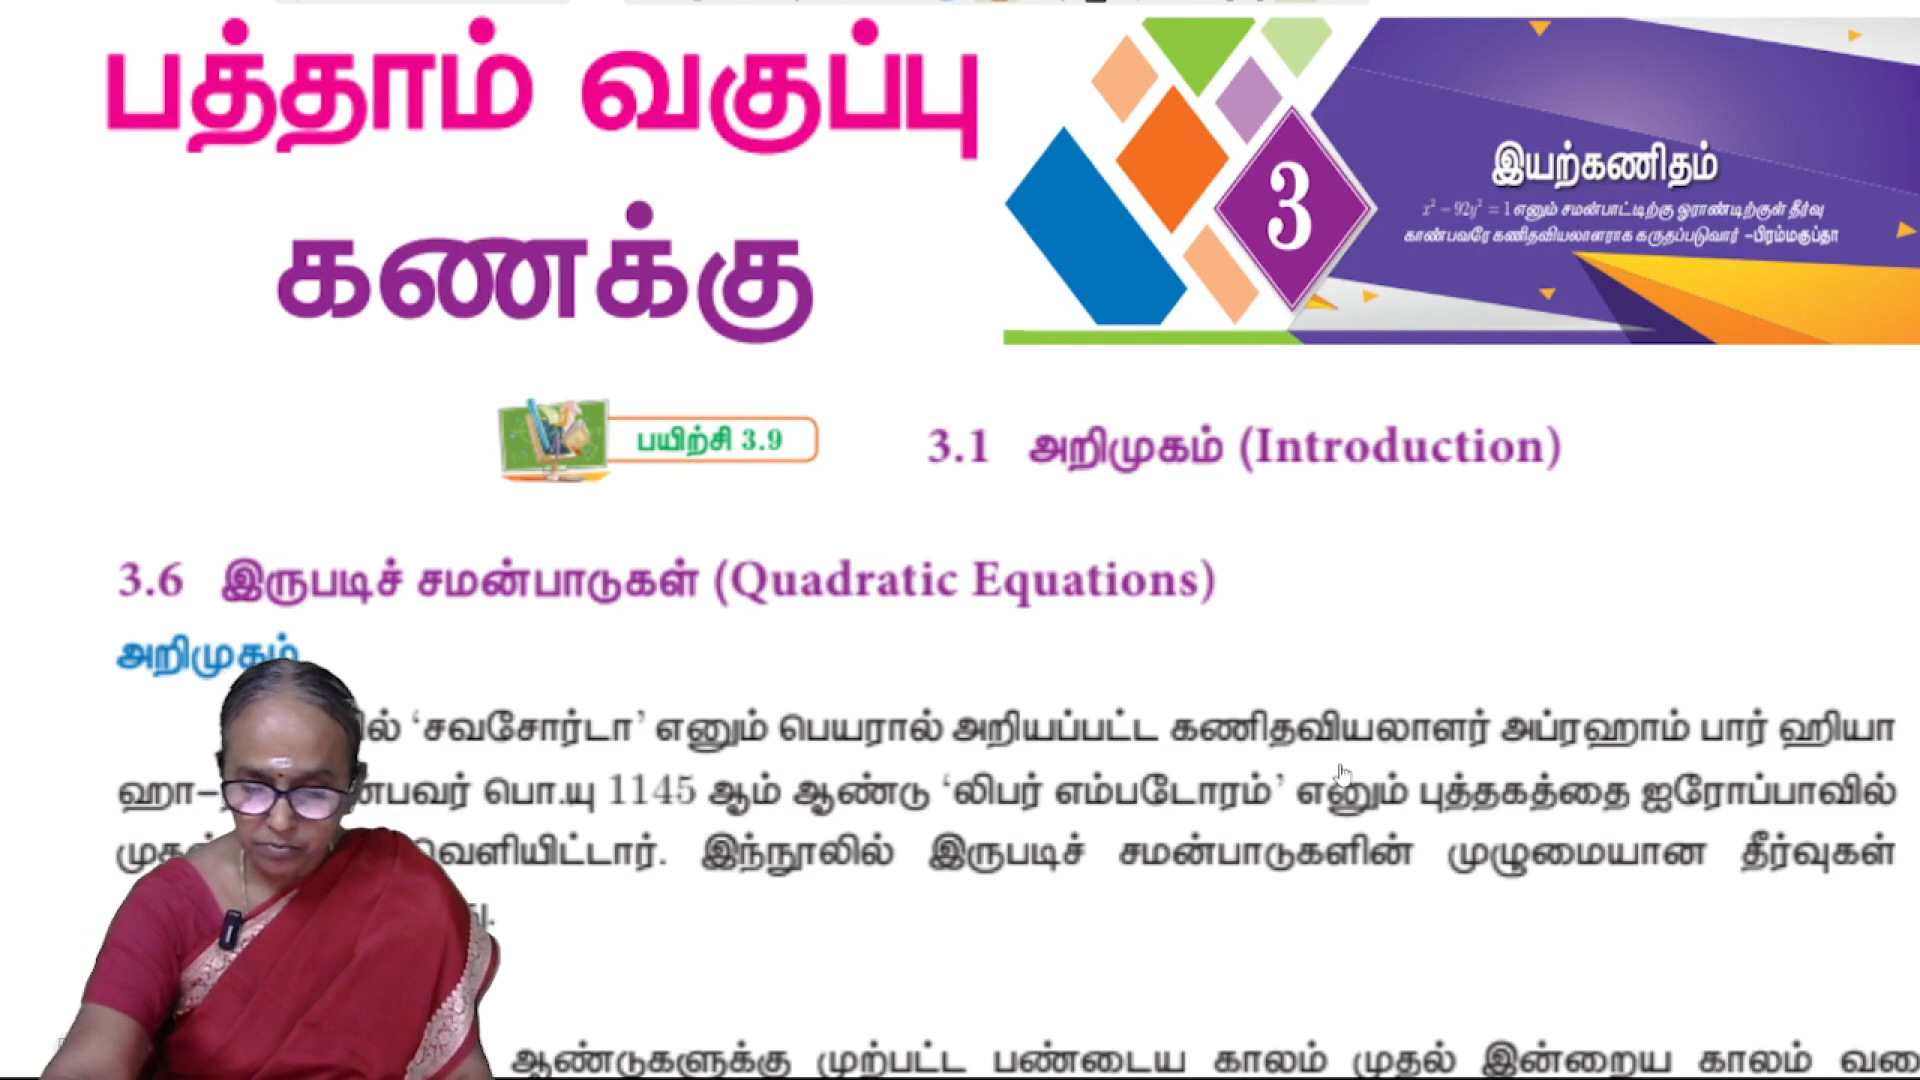 பத்தாம் வகுப்பு
கணக்கு
3
இயற்கணிதம்
x² – 92y² = 1 எனும் சமன்பாட்டிற்கு ஓராண்டிற்குள் தீர்வு
காண்பவரே கணிதவியலாளராக கருதப்படுவார் –பிரம்மகுப்தா
பயிற்சி 3.9
3.1 அறிமுகம் (Introduction)
3.6 இருபடிச் சமன்பாடுகள் (Quadratic Equations)
அறிமுகம்
‘சவசோர்டா’ எனும் பெயரால் அறியப்பட்ட கணிதவியலாளர் அப்ரஹாம் பார் ஹியா
ஹா– பொ.யு 1145 ஆம் ஆண்டு ‘லிபர் எம்படோரம்’ எனும் புத்தகத்தை ஐரோப்பாவில்
வெளியிட்டார். இந்நூலில் இருபடிச் சமன்பாடுகளின் முழுமையான தீர்வுகள்
ஆண்டுகளுக்கு முற்பட்ட பண்டைய காலம் முதல் இன்றைய காலம் வரை